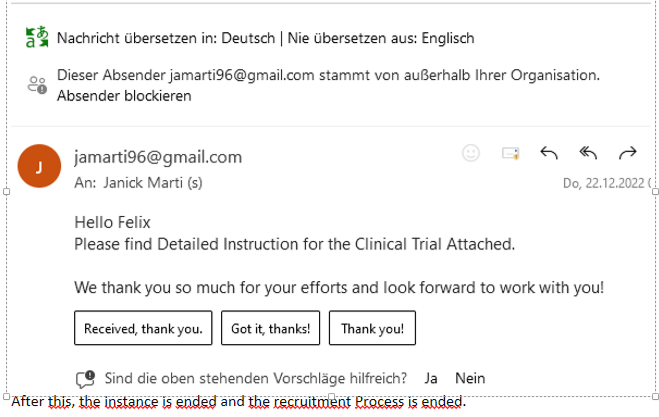 Nachricht übersetzen in: Deutsch | Nie übersetzen aus: Englisch
Dieser Absender jamarti96@gmail.com stammt von außerhalb Ihrer Organisation.
Absender blockieren
J
jamarti96@gmail.com
An: Janick Marti (s)
Do, 22.12.2022
Hello Felix
Please find Detailed Instruction for the Clinical Trial Attached.
We thank you so much for your efforts and look forward to work with you!
Received, thank you. Got it, thanks! Thank you!
Sind die oben stehenden Vorschläge hilfreich? Ja Nein
After this, the instance is ended and the recruitment Process is ended.